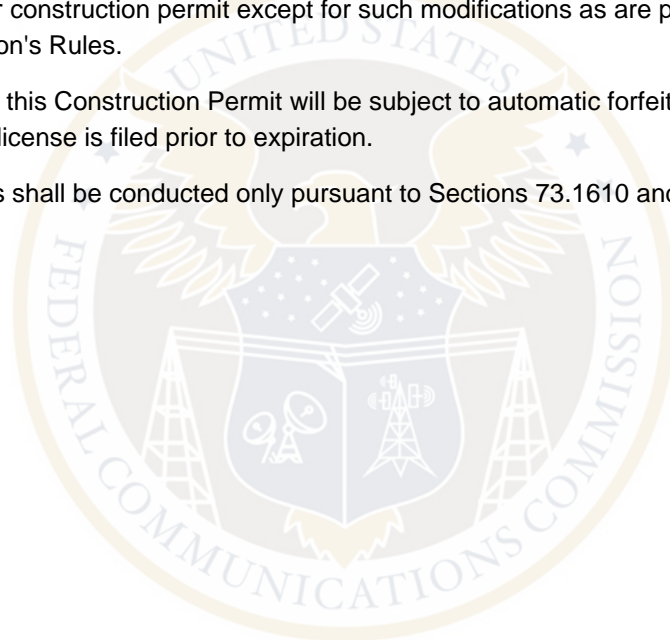 r construction permit except for such modifications as are p
on's Rules.
this Construction Permit will be subject to automatic forfeit
license is filed prior to expiration.
s shall be conducted only pursuant to Sections 73.1610 and
UNITED STATES
FEDERAL COMMUNICATIONS COMMISSION